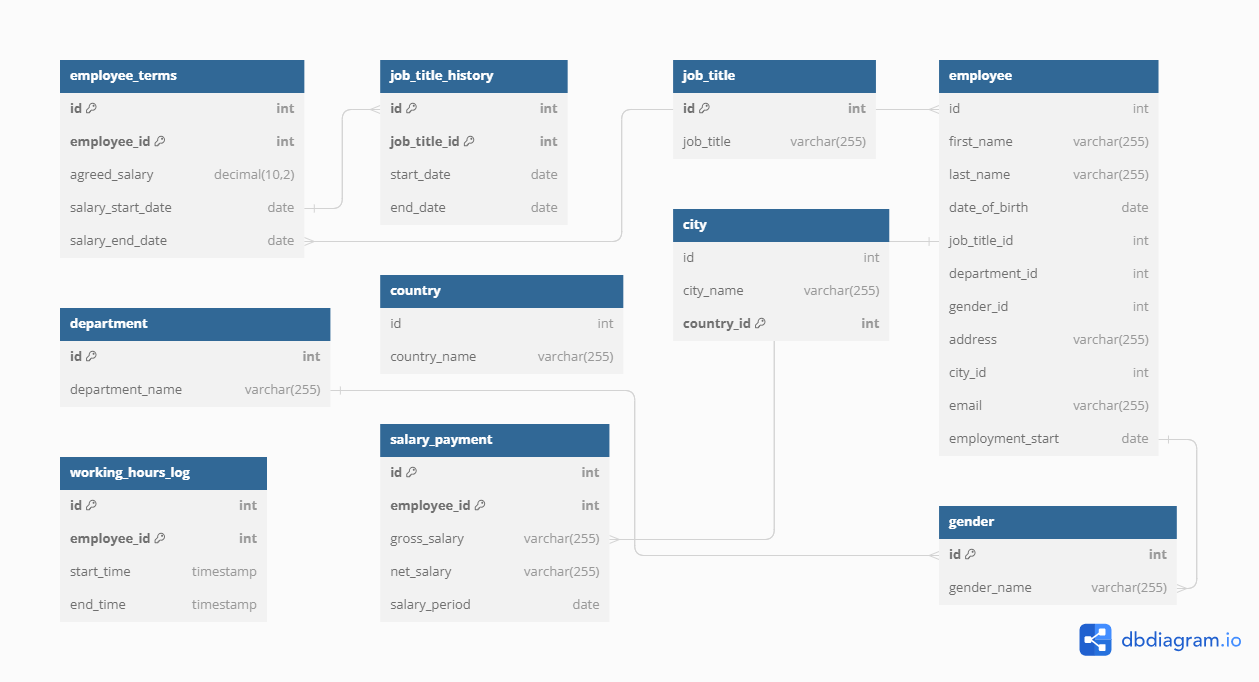 employee_terms
id int
employee_id int
agreed_salary decimal(10,2)
salary_start_date date
salary_end_date date
job_title_history
id int
job_title_id int
start_date date
end_date date
job_title
id int
job_title varchar(255)
employee
id int
first_name varchar(255)
last_name varchar(255)
date_of_birth date
job_title_id int
department_id int
gender_id int
address varchar(255)
city_id int
email varchar(255)
employment_start date
city
id int
city_name varchar(255)
country_id int
country
id int
country_name varchar(255)
department
id int
department_name varchar(255)
salary_payment
id int
employee_id int
gross_salary varchar(255)
net_salary varchar(255)
salary_period date
working_hours_log
id int
employee_id int
start_time timestamp
end_time timestamp
gender
id int
gender_name varchar(255)
dbdiagram.io